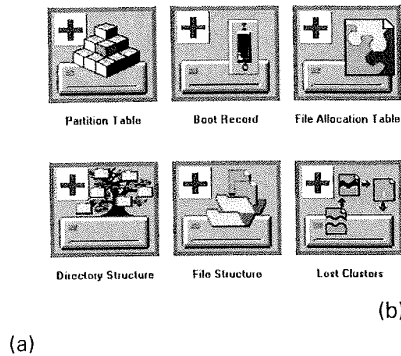 Partition Table Boot Record File Allocation Table
Directory Structure File Structure Lost Clusters
(b)
(a)